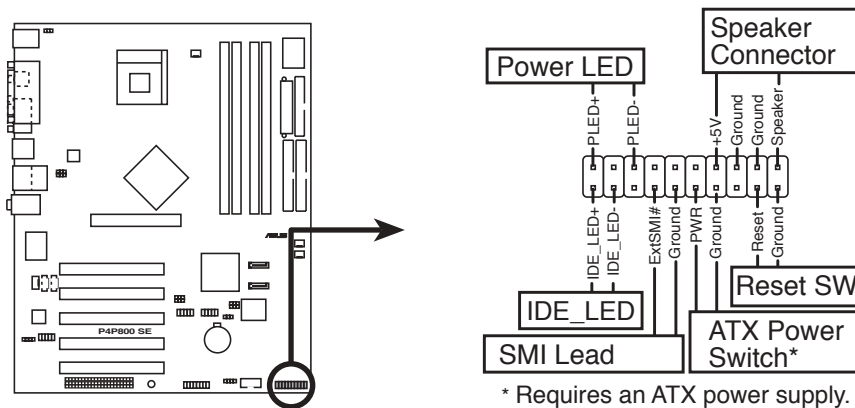 Speaker
Connector
Power LED
PLED+
PLED-
+5V
Ground
Ground
Speaker
IDE_LED+
IDE_LED-
ExtSMI#
Ground
PWR
Ground
Reset
Ground
IDE_LED
Reset SW
SMI Lead
ATX Power
Switch*
* Requires an ATX power supply.
ASUS
P4P800 SE